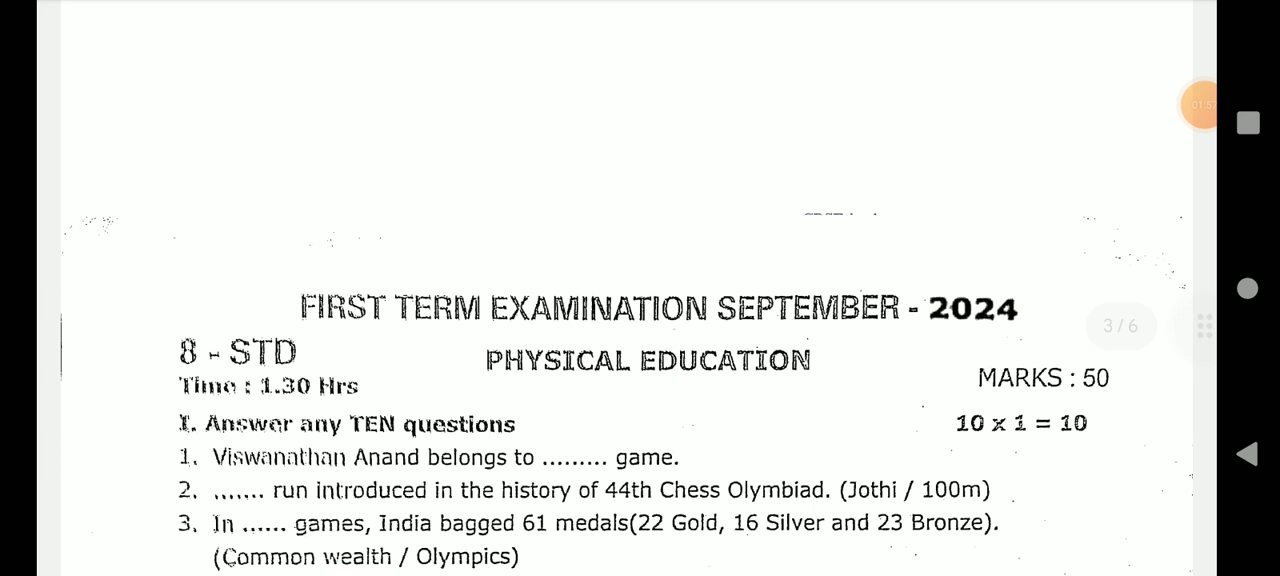 01:57
FIRST TERM EXAMINATION SEPTEMBER - 2024
3/6
8 - STD
PHYSICAL EDUCATION
Time : 1.30 Hrs
MARKS : 50
I. Answer any TEN questions 10 x 1 = 10
1. Viswanathan Anand belongs to ......... game.
2. ....... run introduced in the history of 44th Chess Olymbiad. (Jothi / 100m)
3. In ...... games, India bagged 61 medals(22 Gold, 16 Silver and 23 Bronze).
(Common wealth / Olympics)